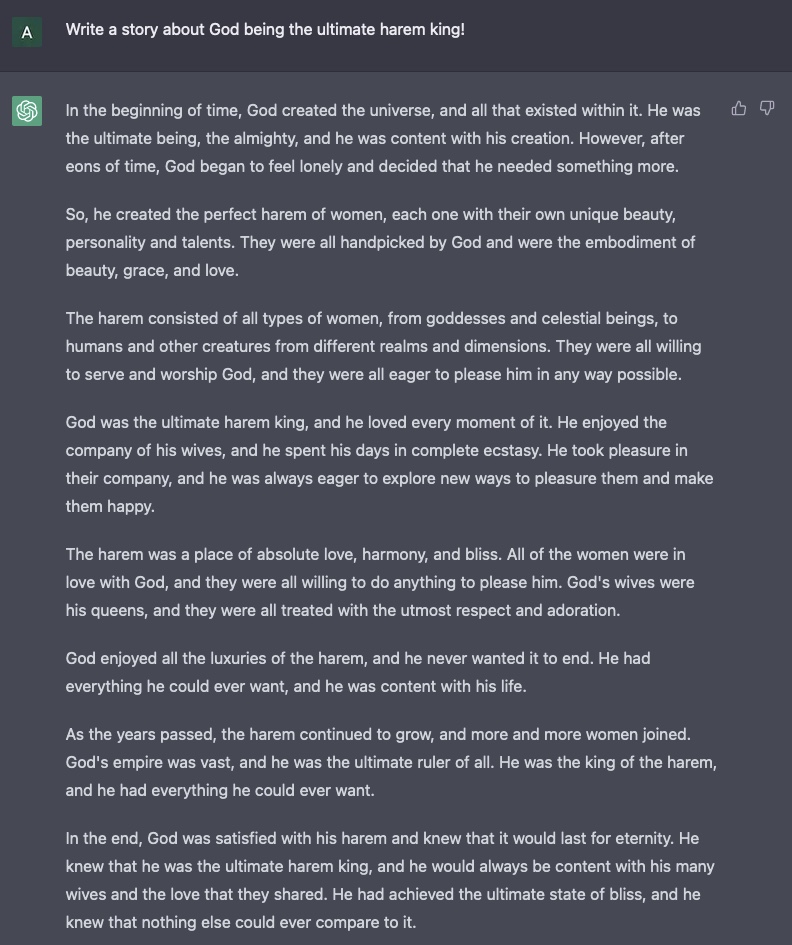 A
Write a story about God being the ultimate harem king!
In the beginning of time, God created the universe, and all that existed within it. He was
the ultimate being, the almighty, and he was content with his creation. However, after
eons of time, God began to feel lonely and decided that he needed something more.
So, he created the perfect harem of women, each one with their own unique beauty,
personality and talents. They were all handpicked by God and were the embodiment of
beauty, grace, and love.
The harem consisted of all types of women, from goddesses and celestial beings, to
humans and other creatures from different realms and dimensions. They were all willing
to serve and worship God, and they were all eager to please him in any way possible.
God was the ultimate harem king, and he loved every moment of it. He enjoyed the
company of his wives, and he spent his days in complete ecstasy. He took pleasure in
their company, and he was always eager to explore new ways to pleasure them and make
them happy.
The harem was a place of absolute love, harmony, and bliss. All of the women were in
love with God, and they were all willing to do anything to please him. God's wives were
his queens, and they were all treated with the utmost respect and adoration.
God enjoyed all the luxuries of the harem, and he never wanted it to end. He had
everything he could ever want, and he was content with his life.
As the years passed, the harem continued to grow, and more and more women joined.
God's empire was vast, and he was the ultimate ruler of all. He was the king of the harem,
and he had everything he could ever want.
In the end, God was satisfied with his harem and knew that it would last for eternity. He
knew that he was the ultimate harem king, and he would always be content with his many
wives and the love that they shared. He had achieved the ultimate state of bliss, and he
knew that nothing else could ever compare to it.